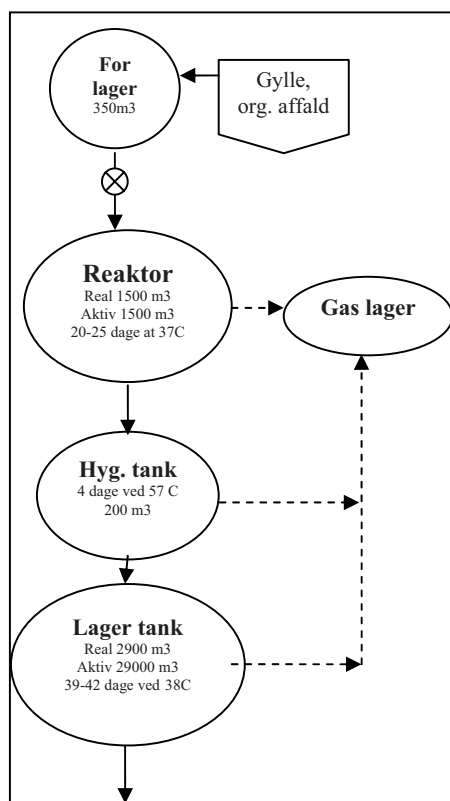 For
lager
350m3
Gylle,
org. affald
Reaktor
Real 1500 m3
Aktiv 1500 m3
20-25 dage at 37C
Gas lager
Hyg. tank
4 dage ved 57 C
200 m3
Lager tank
Real 2900 m3
Aktiv 29000 m3
39-42 dage ved 38C